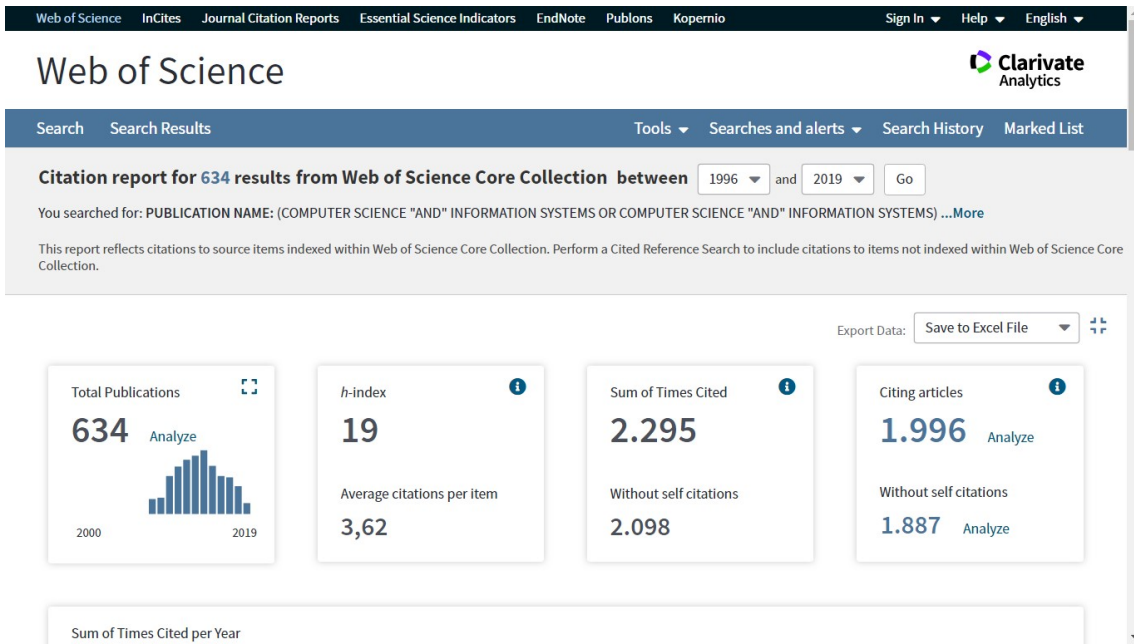 Web of Science InCites Journal Citation Reports Essential Science Indicators EndNote Publons Kopernio Sign In Help English
Web of Science
Clarivate
Analytics
Search Search Results Tools Searches and alerts Search History Marked List
Citation report for 634 results from Web of Science Core Collection between 1996 and 2019 Go
You searched for: PUBLICATION NAME: (COMPUTER SCIENCE "AND" INFORMATION SYSTEMS OR COMPUTER SCIENCE "AND" INFORMATION SYSTEMS) ...More
This report reflects citations to source items indexed within Web of Science Core Collection. Perform a Cited Reference Search to include citations to items not indexed within Web of Science Core
Collection.
Export Data: Save to Excel File
Total Publications
634 Analyze
2000 2019
h-index
19
Average citations per item
3,62
Sum of Times Cited
2.295
Without self citations
2.098
Citing articles
1.996 Analyze
Without self citations
1.887 Analyze
Sum of Times Cited per Year